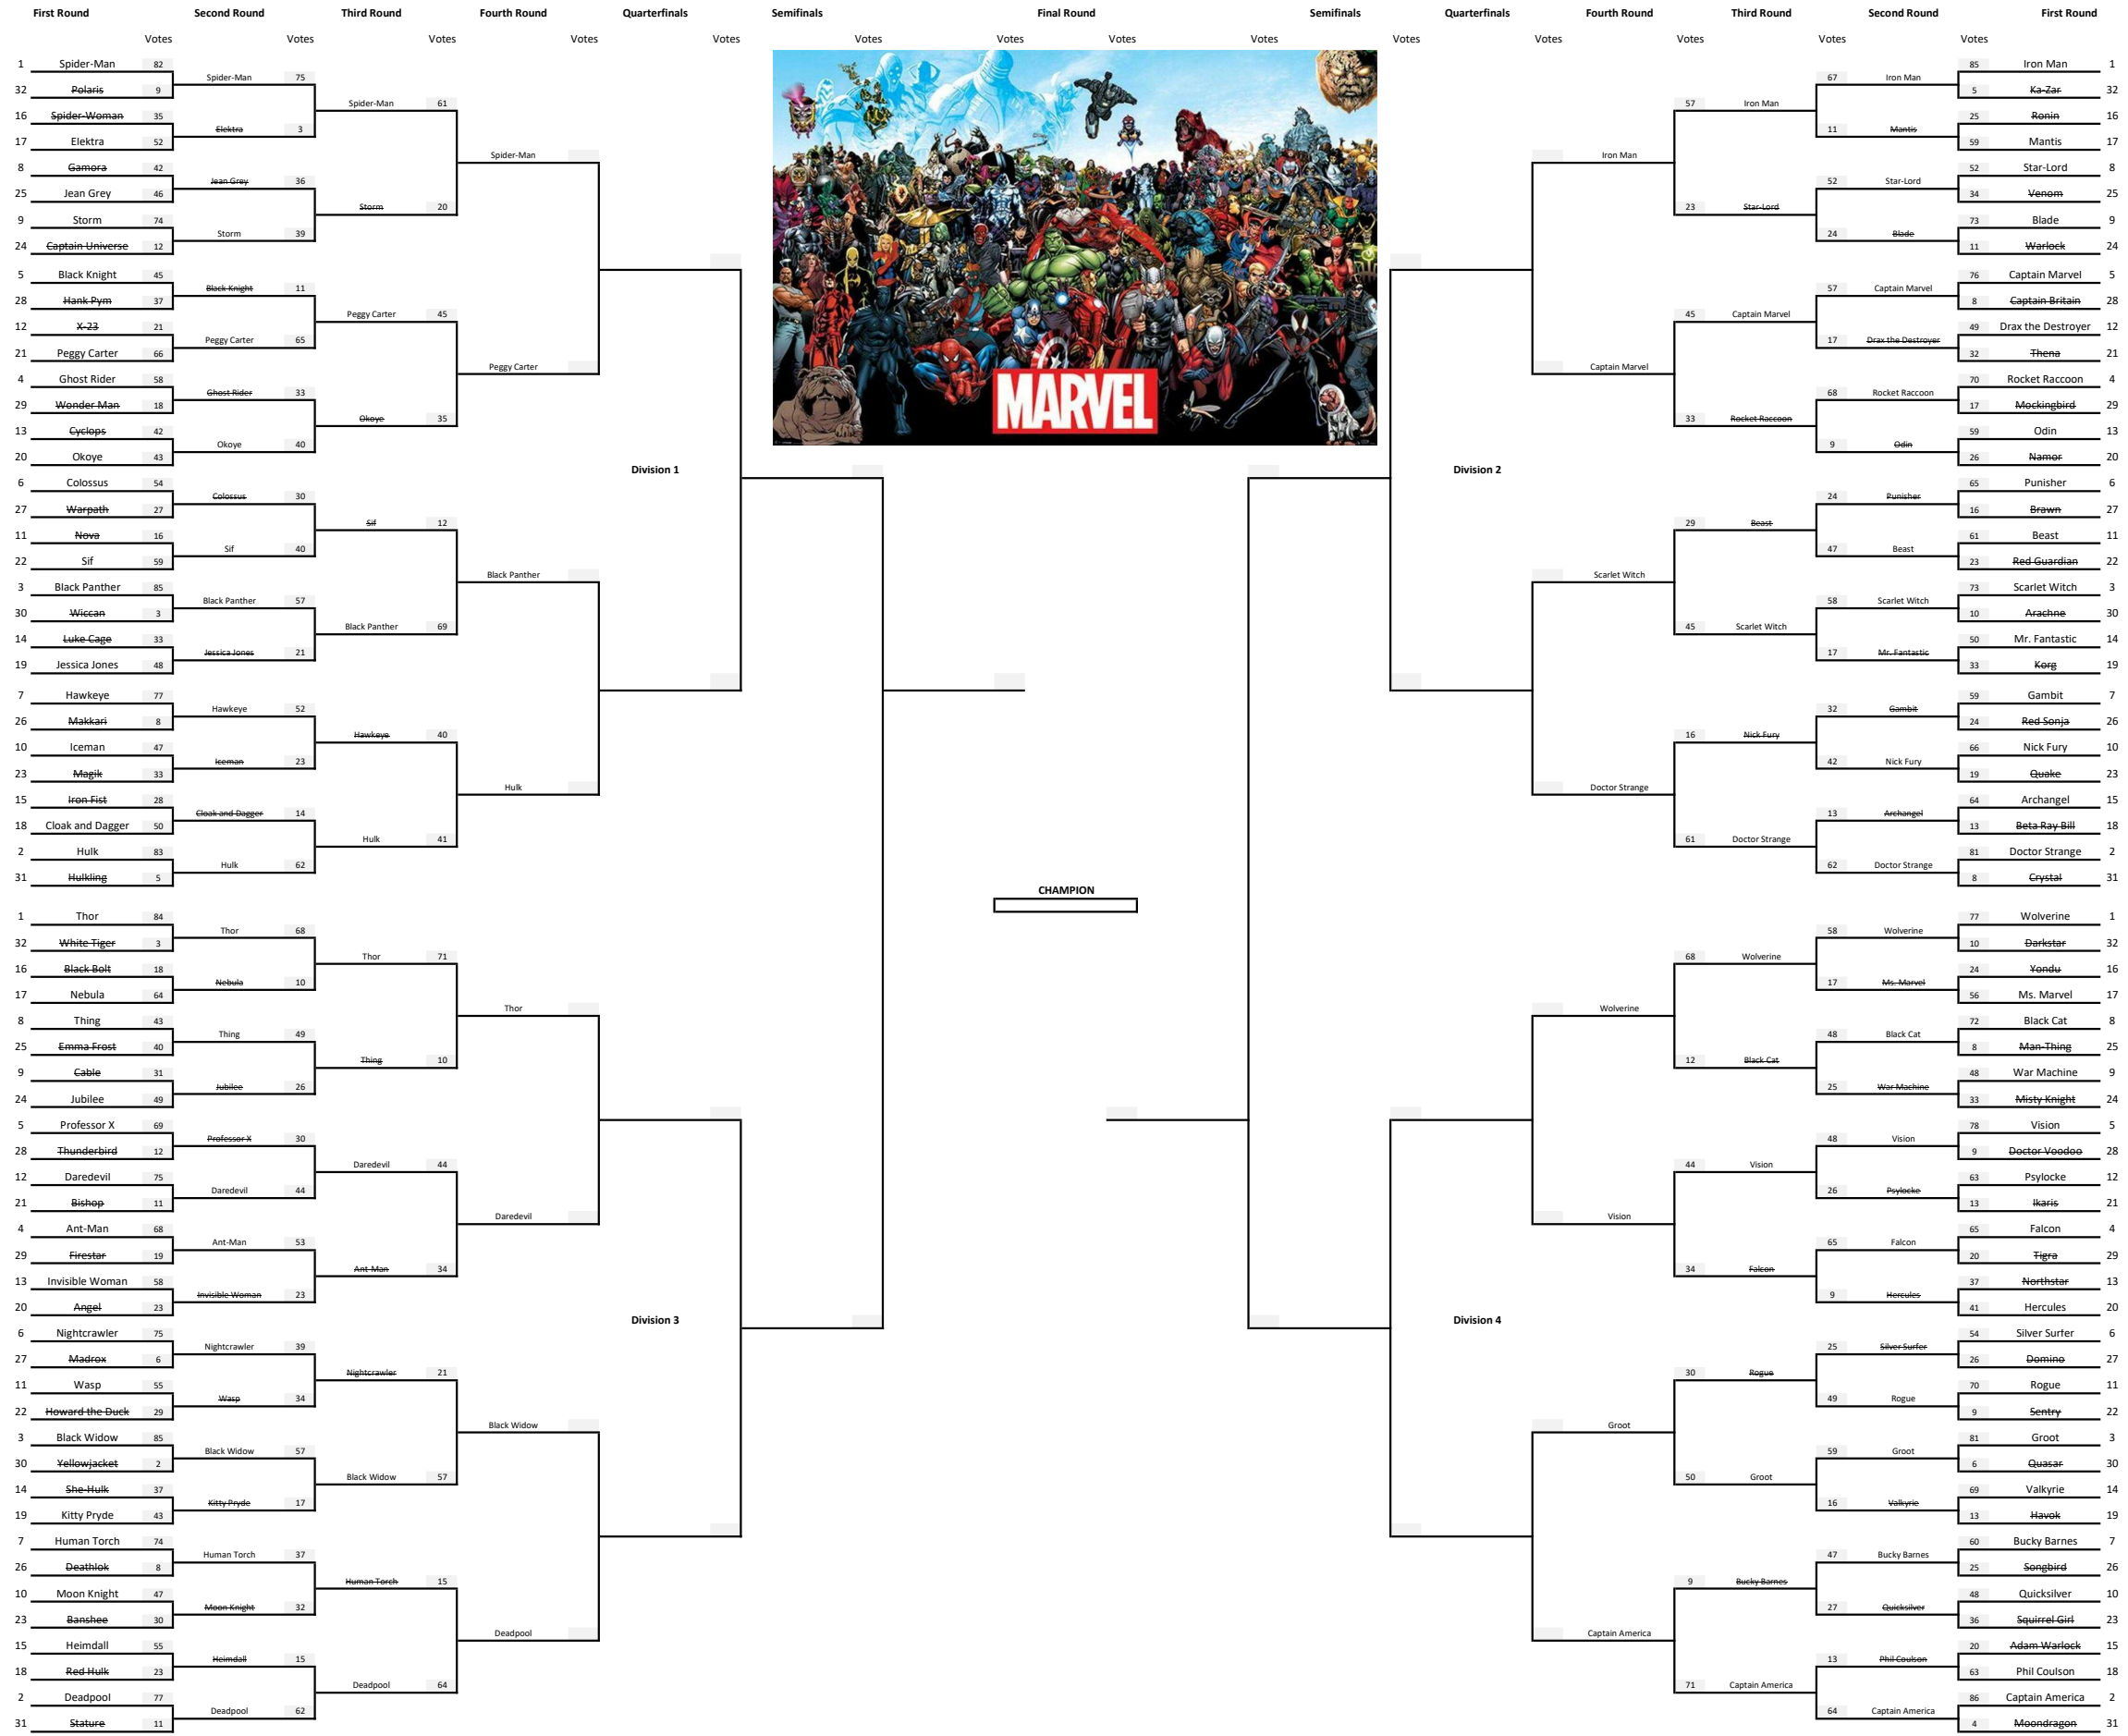 First Round Second Round Third Round Fourth Round Quarterfinals Semifinals Final Round Semifinals Quarterfinals Fourth Round Third Round Second Round First Round
Votes Votes Votes Votes Votes Votes Votes Votes Votes Votes Votes Votes Votes Votes
1 Spider-Man 82
Spider-Man 75
32 Polaris 9
Spider-Man 61
16 Spider-Woman 35
Elektra 3
17 Elektra 52
Spider-Man
8 Gamora 42
Jean Grey 36
25 Jean Grey 46
Storm 20
9 Storm 74
Storm 39
24 Captain Universe 12
5 Black Knight 45
Black Knight 11
28 Hank Pym 37
Peggy Carter 45
12 X-23 21
Peggy Carter 65
21 Peggy Carter 66
Peggy Carter
4 Ghost Rider 58
Ghost Rider 33
29 Wonder Man 18
Okoye 35
13 Cyclops 42
Okoye 40
20 Okoye 43
Division 1
6 Colossus 54
Colossus 30
27 Warpath 27
Sif 12
11 Nova 16
Sif 40
22 Sif 59
Black Panther
3 Black Panther 85
Black Panther 57
30 Wiccan 3
Black Panther 69
14 Luke Cage 33
Jessica Jones 21
19 Jessica Jones 48
7 Hawkeye 77
Hawkeye 52
26 Makkari 8
Hawkeye 40
10 Iceman 47
Iceman 23
23 Magik 33
Hulk
15 Iron Fist 28
Cloak and Dagger 14
18 Cloak and Dagger 50
Hulk 41
2 Hulk 83
Hulk 62
31 Hulkling 5
1 Thor 84
Thor 68
32 White Tiger 3
Thor 71
16 Black Bolt 18
Nebula 10
17 Nebula 64
Thor
8 Thing 43
Thing 49
25 Emma Frost 40
Thing 10
9 Cable 31
Jubilee 26
24 Jubilee 49
5 Professor X 69
Professor X 30
28 Thunderbird 12
Daredevil 44
12 Daredevil 75
Daredevil 44
21 Bishop 11
Daredevil
4 Ant-Man 68
Ant-Man 53
29 Firestar 19
Ant-Man 34
13 Invisible Woman 58
Invisible Woman 23
20 Angel 23
Division 3
6 Nightcrawler 75
Nightcrawler 39
27 Madrox 6
Nightcrawler 21
11 Wasp 55
Wasp 34
22 Howard the Duck 29
Black Widow
3 Black Widow 85
Black Widow 57
30 Yellowjacket 2
Black Widow 57
14 She-Hulk 37
Kitty Pryde 17
19 Kitty Pryde 43
7 Human Torch 74
Human Torch 37
26 Deathlok 8
Human Torch 15
10 Moon Knight 47
Moon Knight 32
23 Banshee 30
Deadpool
15 Heimdall 55
Heimdall 15
18 Red Hulk 23
Deadpool 64
2 Deadpool 77
Deadpool 62
31 Stature 11
MARVEL
CHAMPION
85 Iron Man 1
67 Iron Man
5 Ka-Zar 32
57 Iron Man
25 Ronin 16
11 Mantis
59 Mantis 17
Iron Man
52 Star-Lord 8
52 Star-Lord
34 Venom 25
23 Star-Lord
73 Blade 9
24 Blade
11 Warlock 24
76 Captain Marvel 5
57 Captain Marvel
8 Captain Britain 28
45 Captain Marvel
49 Drax the Destroyer 12
17 Drax the Destroyer
32 Thena 21
Captain Marvel
70 Rocket Raccoon 4
68 Rocket Raccoon
17 Mockingbird 29
33 Rocket Raccoon
59 Odin 13
9 Odin
26 Namor 20
Division 2
65 Punisher 6
24 Punisher
16 Brawn 27
29 Beast
61 Beast 11
47 Beast
23 Red Guardian 22
Scarlet Witch
73 Scarlet Witch 3
58 Scarlet Witch
10 Arachne 30
45 Scarlet Witch
50 Mr. Fantastic 14
17 Mr. Fantastic
33 Korg 19
59 Gambit 7
32 Gambit
24 Red Sonja 26
16 Nick Fury
66 Nick Fury 10
42 Nick Fury
19 Quake 23
Doctor Strange
64 Archangel 15
13 Archangel
13 Beta Ray Bill 18
61 Doctor Strange
81 Doctor Strange 2
62 Doctor Strange
8 Crystal 31
77 Wolverine 1
58 Wolverine
10 Darkstar 32
68 Wolverine
24 Yondu 16
17 Ms. Marvel
56 Ms. Marvel 17
Wolverine
72 Black Cat 8
48 Black Cat
8 Man-Thing 25
12 Black Cat
48 War Machine 9
25 War Machine
33 Misty Knight 24
78 Vision 5
48 Vision
9 Doctor Voodoo 28
44 Vision
63 Psylocke 12
26 Psylocke
13 Ikaris 21
Vision
65 Falcon 4
65 Falcon
20 Tigra 29
34 Falcon
37 Northstar 13
9 Hercules
41 Hercules 20
Division 4
54 Silver Surfer 6
25 Silver Surfer
26 Domino 27
30 Rogue
70 Rogue 11
49 Rogue
9 Sentry 22
Groot
81 Groot 3
59 Groot
6 Quasar 30
50 Groot
69 Valkyrie 14
16 Valkyrie
13 Havok 19
60 Bucky Barnes 7
47 Bucky Barnes
25 Songbird 26
9 Bucky Barnes
48 Quicksilver 10
27 Quicksilver
36 Squirrel Girl 23
Captain America
20 Adam Warlock 15
13 Phil Coulson
63 Phil Coulson 18
71 Captain America
86 Captain America 2
64 Captain America
4 Moondragon 31